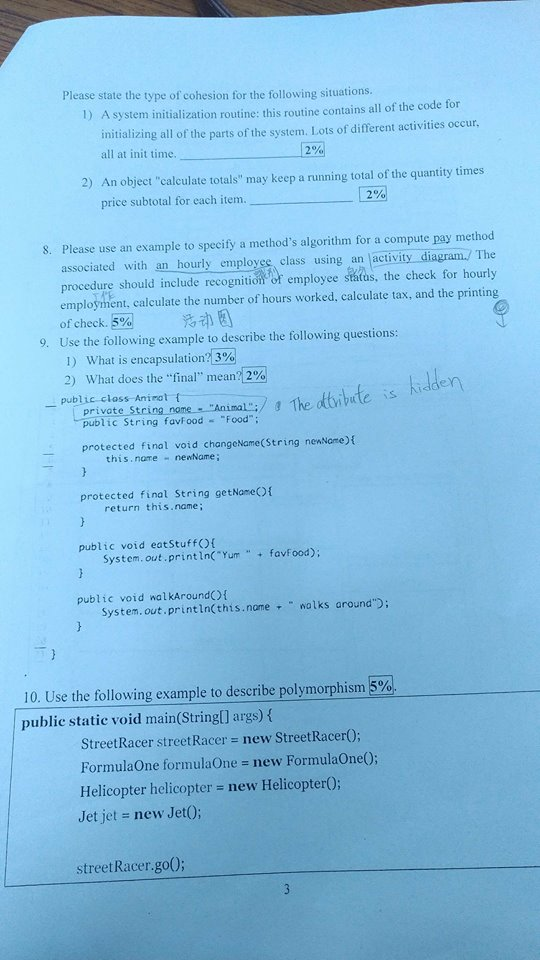 Please state the type of cohesion for the following situations.
1) A system initialization routine: this routine contains all of the code for
initializing all of the parts of the system. Lots of different activities occur,
all at init time. ____________________ 2%
2) An object "calculate totals" may keep a running total of the quantity times
price subtotal for each item. ________________ 2%
8. Please use an example to specify a method's algorithm for a compute pay method
associated with an hourly employee class using an activity diagram. The
procedure should include recognition of employee status, the check for hourly
employment, calculate the number of hours worked, calculate tax, and the printing
of check. 5% 活动图
9. Use the following example to describe the following questions:
1) What is encapsulation? 3%
2) What does the "final" mean? 2%
public class Animal {
private String name = "Animal"; The attribute is hidden
public String favFood = "Food";
protected final void changeName(String newName){
this.name = newName;
}
protected final String getName(){
return this.name;
}
public void eatStuff(){
System.out.println("Yum " + favFood);
}
public void walkAround(){
System.out.println(this.name + " walks around");
}
}
10. Use the following example to describe polymorphism 5%.
public static void main(String[] args) {
StreetRacer streetRacer = new StreetRacer();
FormulaOne formulaOne = new FormulaOne();
Helicopter helicopter = new Helicopter();
Jet jet = new Jet();
streetRacer.go();
3